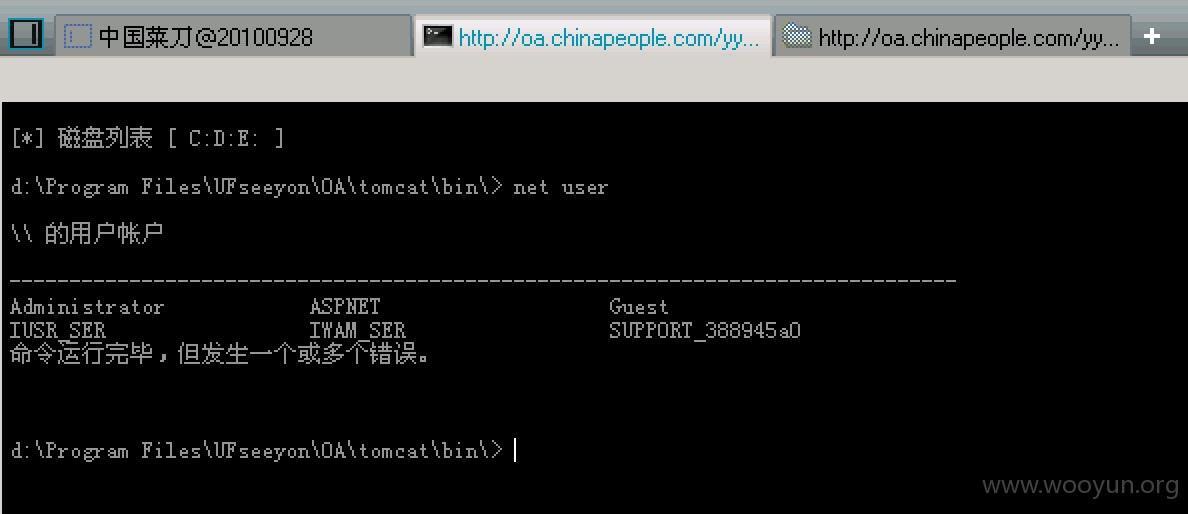 中国菜刀@20100928
http://oa.chinapeople.com/yy...
http://oa.chinapeople.com/yy...
[*] 磁盘列表 [ C:D:E: ]
d:\Program Files\UFseeyon\OA\tomcat\bin\> net user
\\ 的用户帐户
-------------------------------------------------------------------------------
Administrator ASPNET Guest
IUSR_SER IWAM_SER SUPPORT_388945a0
命令运行完毕，但发生一个或多个错误。
d:\Program Files\UFseeyon\OA\tomcat\bin\>
www.wooyun.org